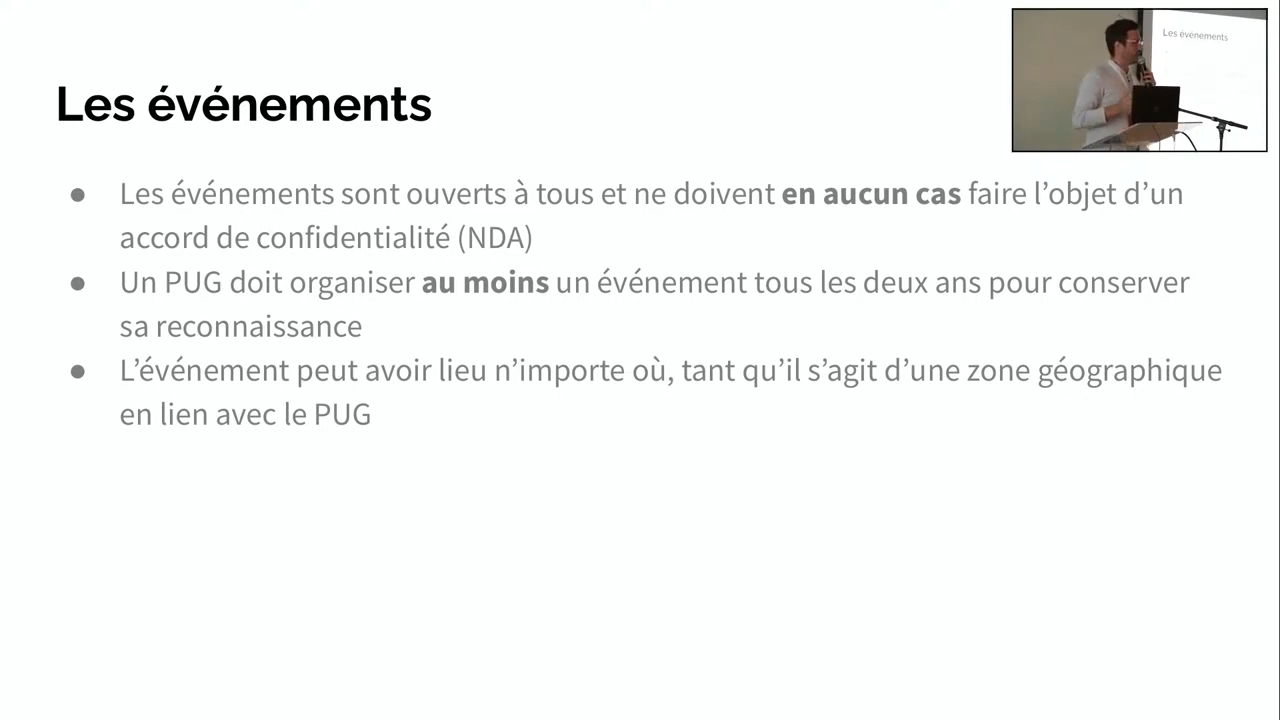 Les événements
Les événements
● Les événements sont ouverts à tous et ne doivent en aucun cas faire l’objet d’un
accord de confidentialité (NDA)
● Un PUG doit organiser au moins un événement tous les deux ans pour conserver
sa reconnaissance
● L’événement peut avoir lieu n’importe où, tant qu’il s’agit d’une zone géographique
en lien avec le PUG